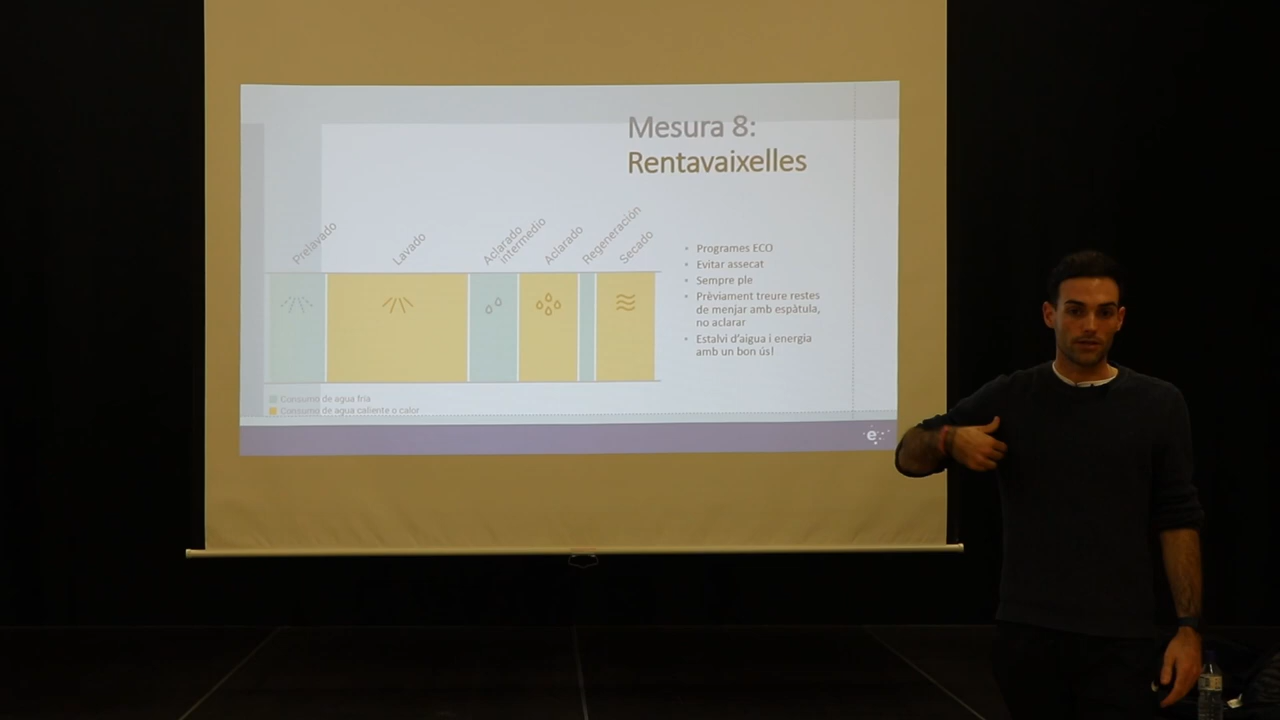 Mesura 8:
Rentavaixelles
Prelavado
Lavado
Aclarado
Intermedio
Aclarado
Regeneración
Secado
Programes ECO
Evitar assecat
Sempre ple
Prèviament treure restes
de menjar amb espàtula,
no aclarar
Estalvi d'aigua i energia
amb un bon ús!
Consumo de agua fría
Consumo de agua caliente o calor
e